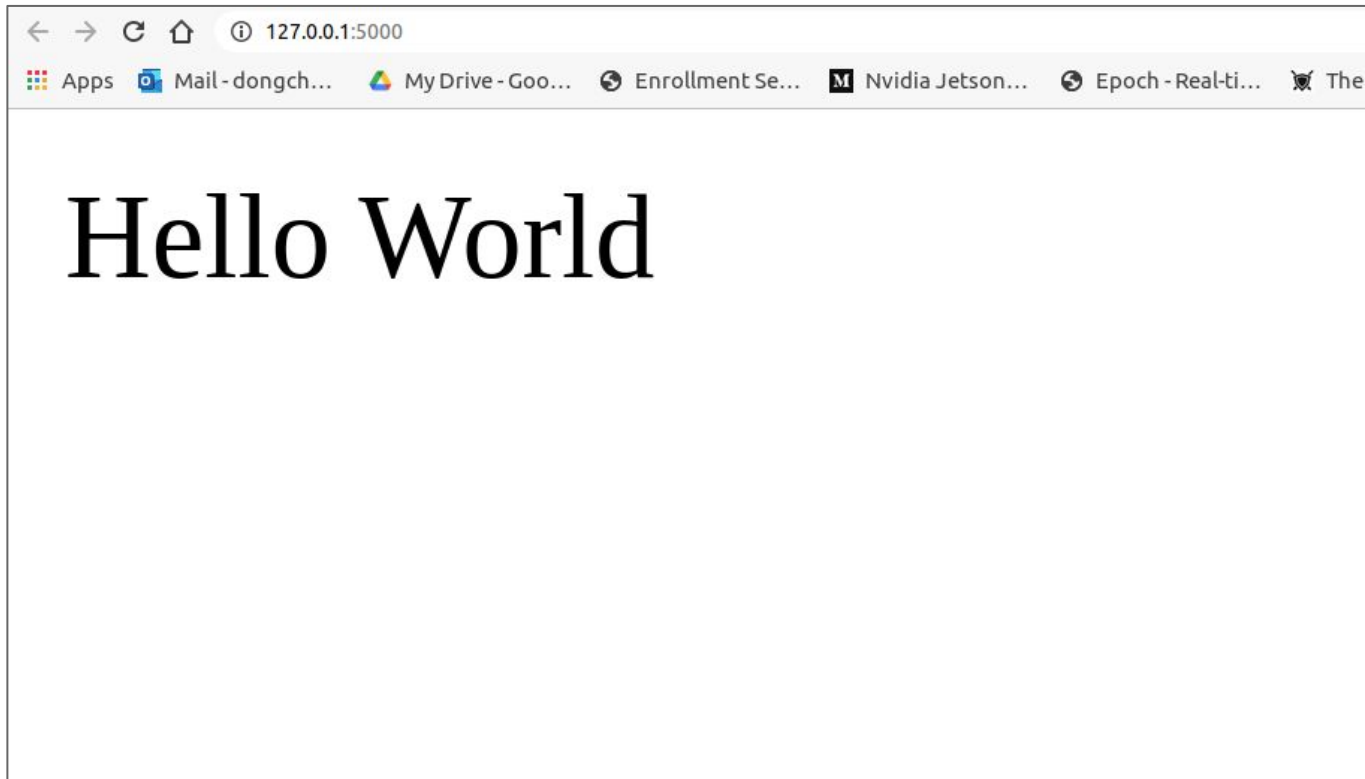 127.0.0.1:5000
Apps Mail - dongch... My Drive - Goo... Enrollment Se... M Nvidia Jetson... Epoch - Real-ti... The
Hello World